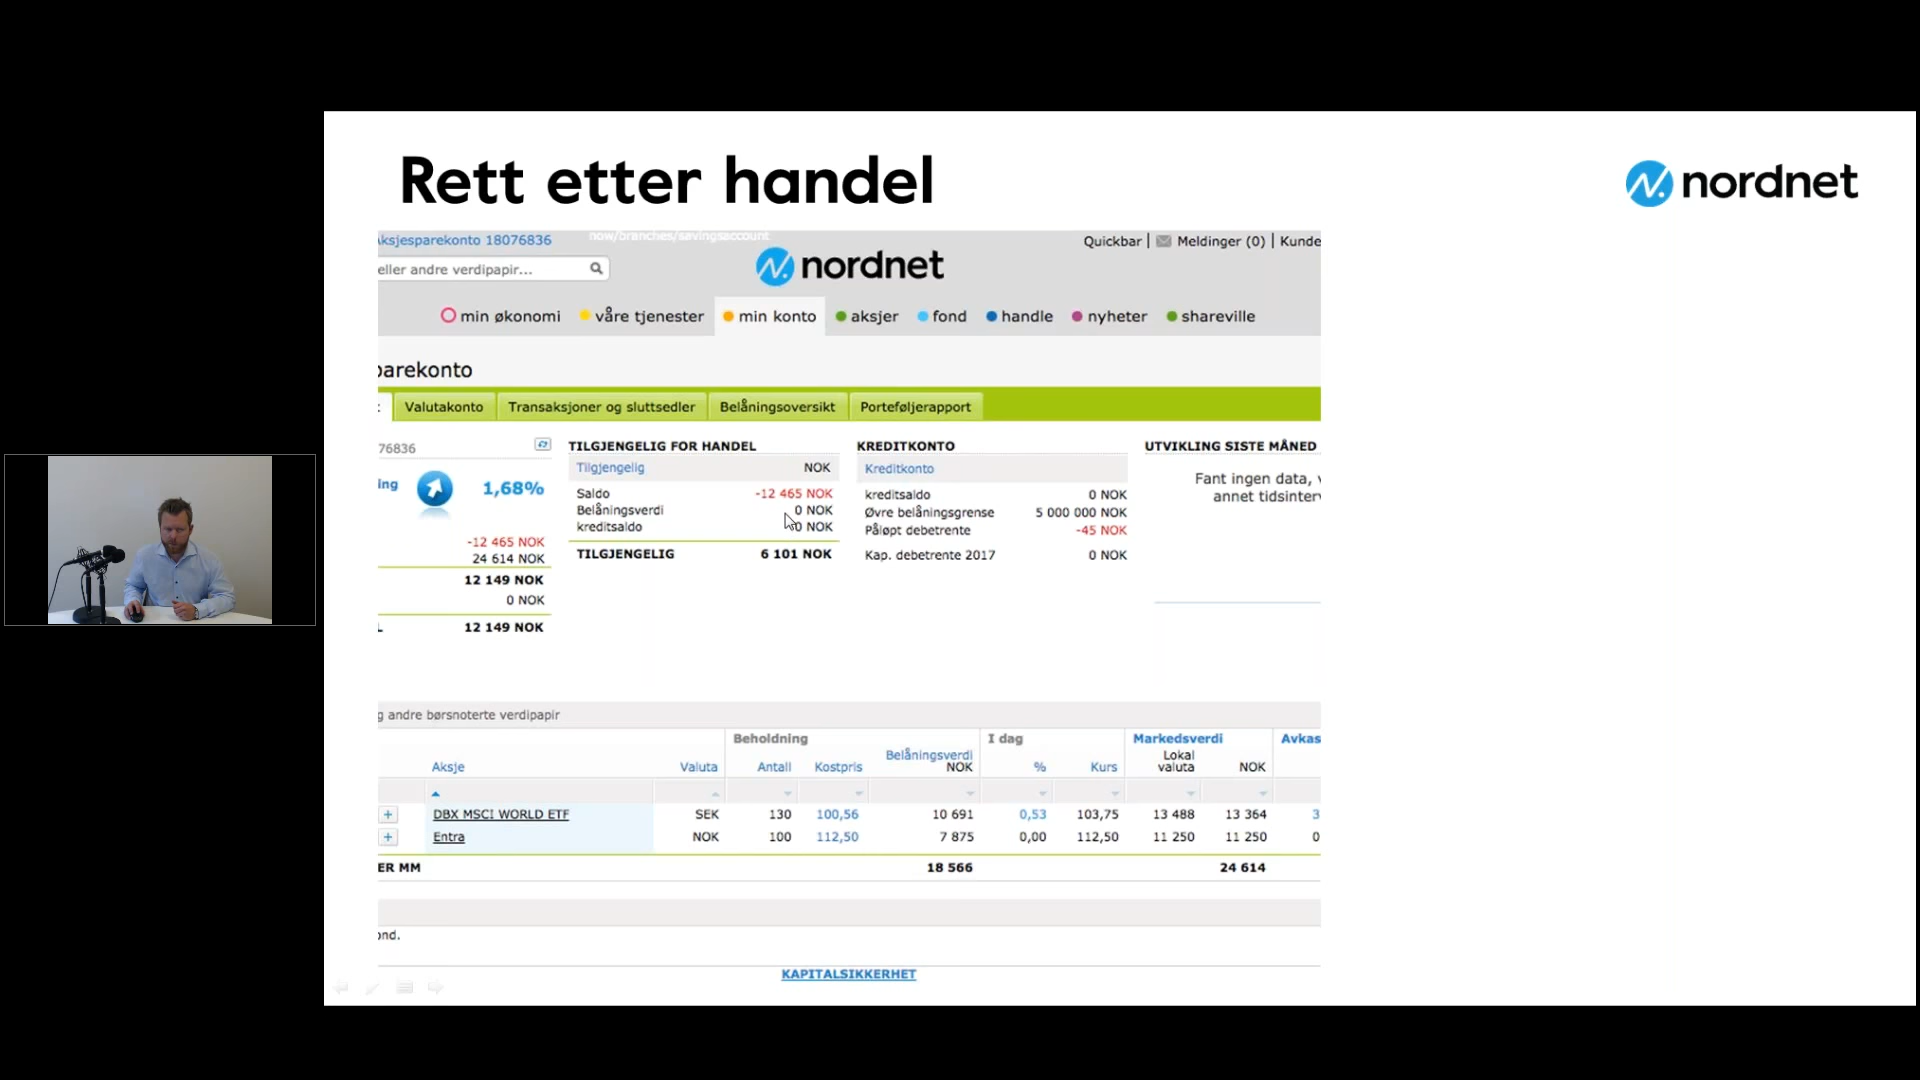 Rett etter handel
nordnet
Aksjesparekonto 18076836
now/branches/savingsaccount
Quickbar | Meldinger (0) | Kunde
eller andre verdipapir...
nordnet
min økonomi våre tjenester min konto aksjer fond handle nyheter shareville
parekonto
Valutakonto Transaksjoner og sluttsedler Belåningsoversikt Porteføljerapport
76836
ing 1,68%
-12 465 NOK
24 614 NOK
12 149 NOK
0 NOK
L 12 149 NOK
TILGJENGELIG FOR HANDEL
Tilgjengelig NOK
Saldo -12 465 NOK
Belåningsverdi 0 NOK
kreditsaldo 0 NOK
TILGJENGELIG 6 101 NOK
KREDITKONTO
Kreditkonto
kreditsaldo 0 NOK
Øvre belåningsgrense 5 000 000 NOK
Påløpt debetrente -45 NOK
Kap. debetrente 2017 0 NOK
UTVIKLING SISTE MÅNED
Fant ingen data, v
annet tidsinterv
g andre børsnoterte verdipapir
Beholdning I dag Markedsverdi Avkas
Aksje Valuta Antall Kostpris Belåningsverdi NOK % Kurs Lokal valuta NOK
DBX MSCI WORLD ETF SEK 130 100,56 10 691 0,53 103,75 13 488 13 364 3
Entra NOK 100 112,50 7 875 0,00 112,50 11 250 11 250 0
ER MM 18 566 24 614
ond.
KAPITALSIKKERHET